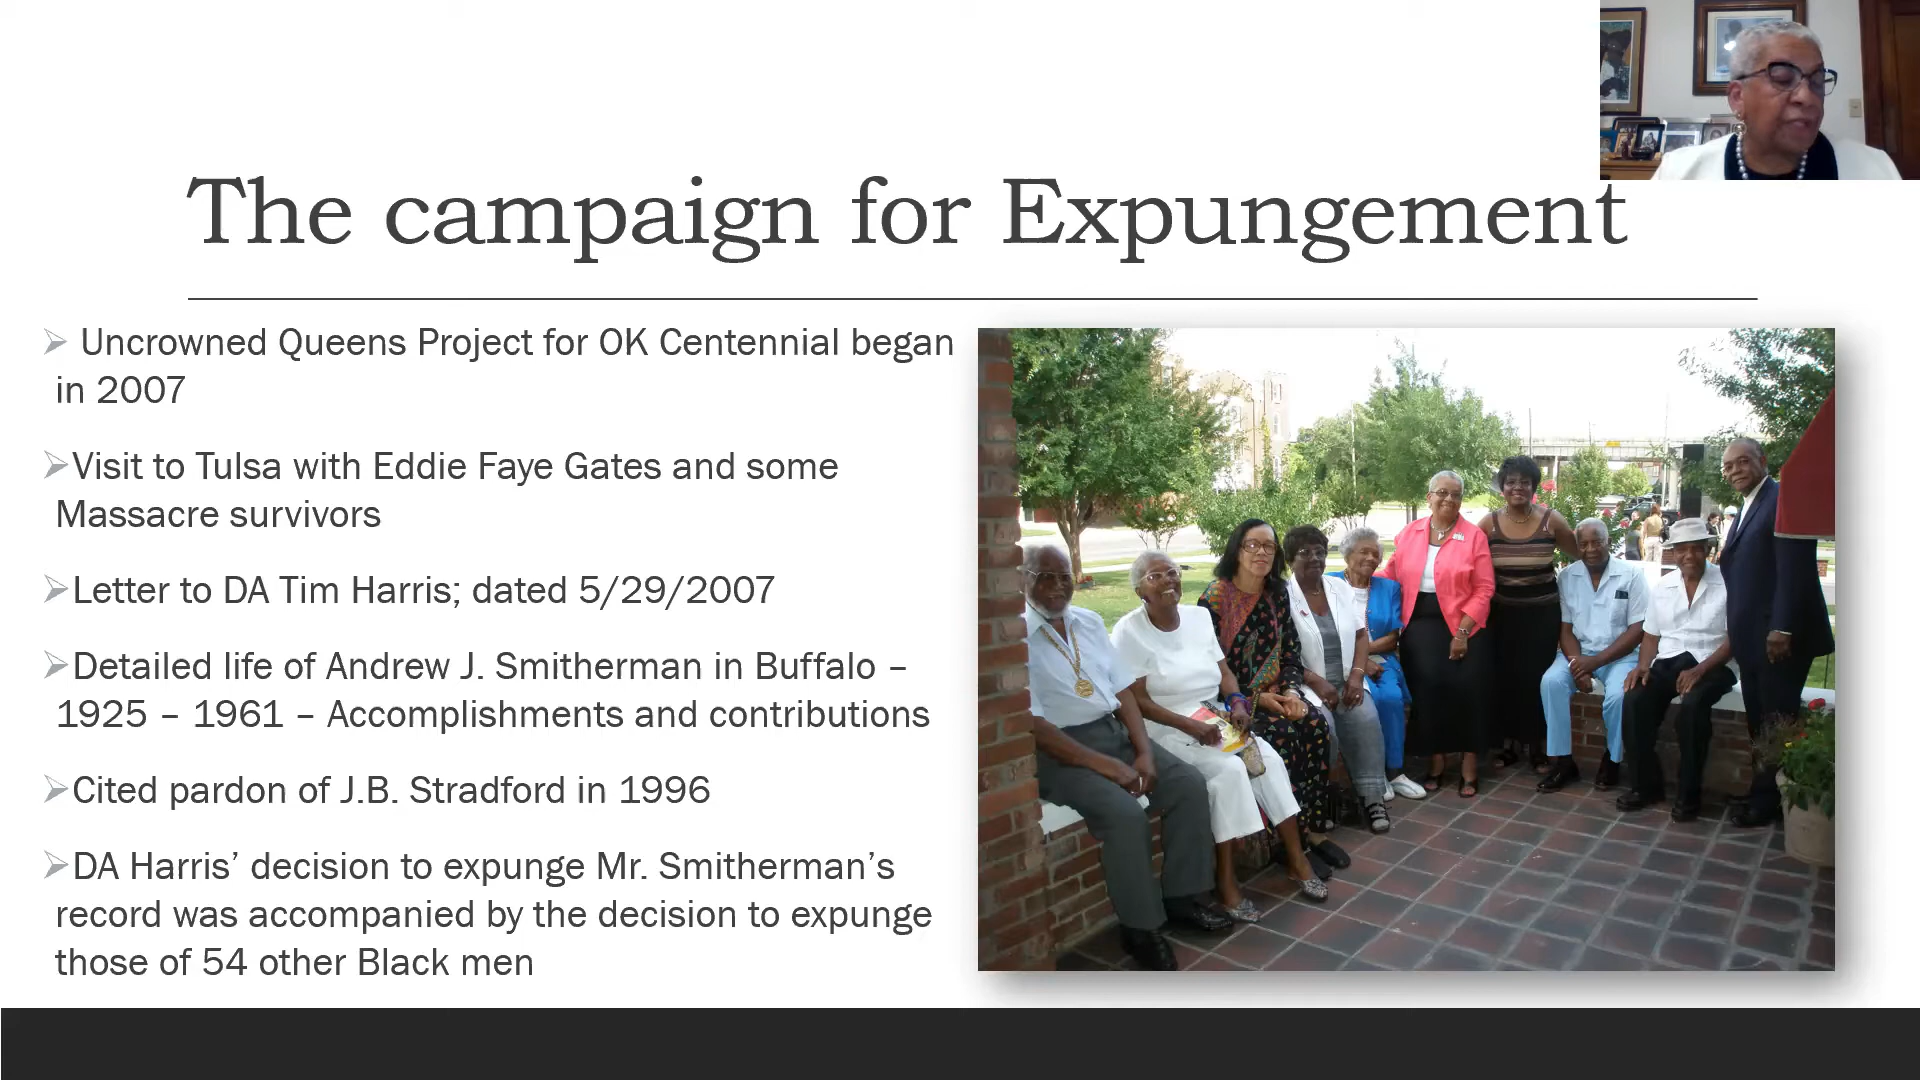 The campaign for Expungement
Uncrowned Queens Project for OK Centennial began
in 2007
Visit to Tulsa with Eddie Faye Gates and some
Massacre survivors
Letter to DA Tim Harris; dated 5/29/2007
Detailed life of Andrew J. Smitherman in Buffalo –
1925 – 1961 – Accomplishments and contributions
Cited pardon of J.B. Stradford in 1996
DA Harris’ decision to expunge Mr. Smitherman’s
record was accompanied by the decision to expunge
those of 54 other Black men